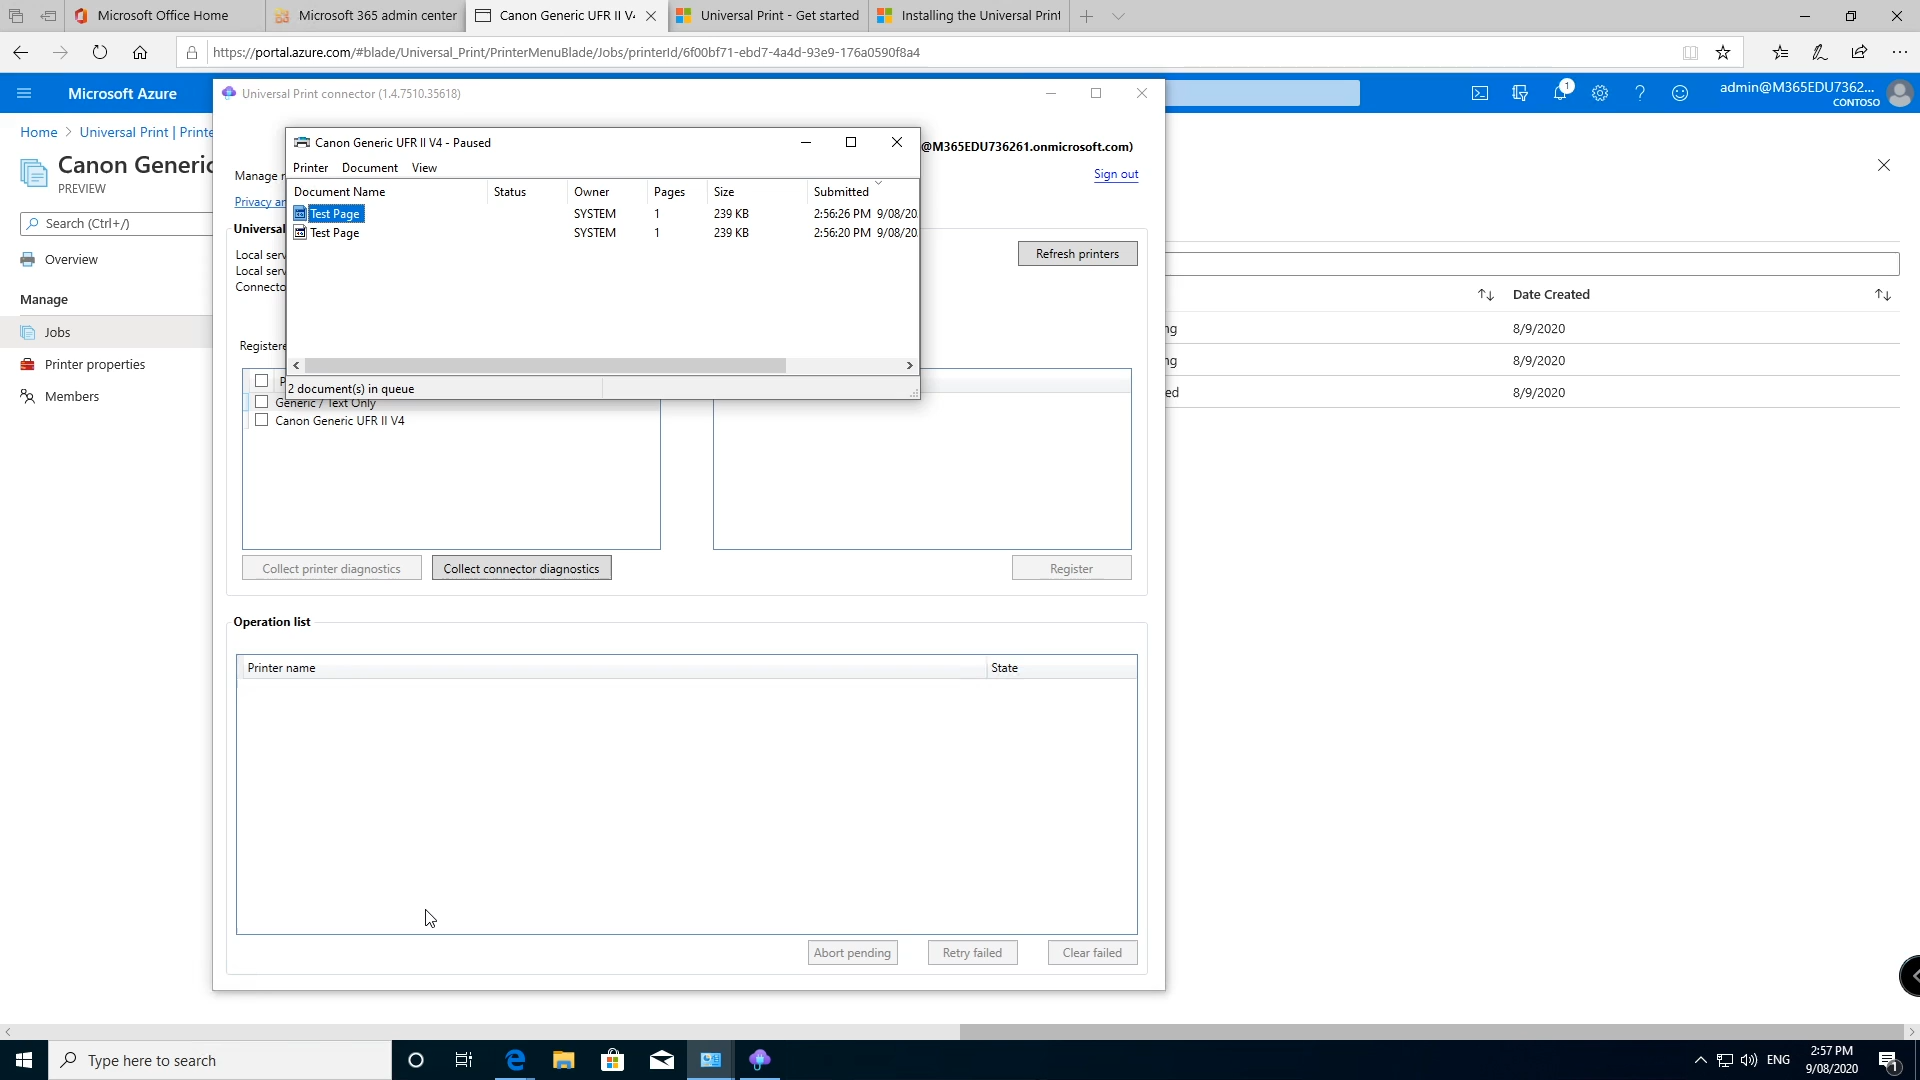 Microsoft Office Home
Microsoft 365 admin center
Canon Generic UFR II V4
Universal Print - Get started
Installing the Universal Print
https://portal.azure.com/#blade/Universal_Print/PrinterMenuBlade/Jobs/printerId/6f00bf71-ebd7-4a4d-93e9-176a0590f8a4
Microsoft Azure
Universal Print connector (1.4.7510.35618)
1
admin@M365EDU7362...
CONTOSO
Home > Universal Print | Printe
Canon Generic
PREVIEW
Search (Ctrl+/)
Overview
Manage
Jobs
Printer properties
Members
Canon Generic UFR II V4 - Paused
@M365EDU736261.onmicrosoft.com)
Sign out
Manage
Privacy an
Printer Document View
Document Name Status Owner Pages Size Submitted
Test Page SYSTEM 1 239 KB 2:56:26 PM 9/08/20
Test Page SYSTEM 1 239 KB 2:56:20 PM 9/08/20
2 document(s) in queue
Universal
Local serv
Local serv
Connecto
Refresh printers
Registere
P
Generic / Text Only
Canon Generic UFR II V4
Collect printer diagnostics
Collect connector diagnostics
Register
Operation list
Printer name State
Abort pending
Retry failed
Clear failed
Date Created
ng 8/9/2020
ng 8/9/2020
ed 8/9/2020
Type here to search
ENG
2:57 PM
9/08/2020
1